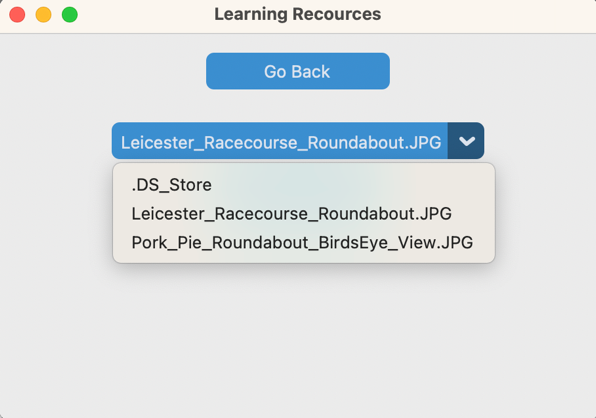 Learning Recources
Go Back
Leicester_Racecourse_Roundabout.JPG
.DS_Store
Leicester_Racecourse_Roundabout.JPG
Pork_Pie_Roundabout_BirdsEye_View.JPG